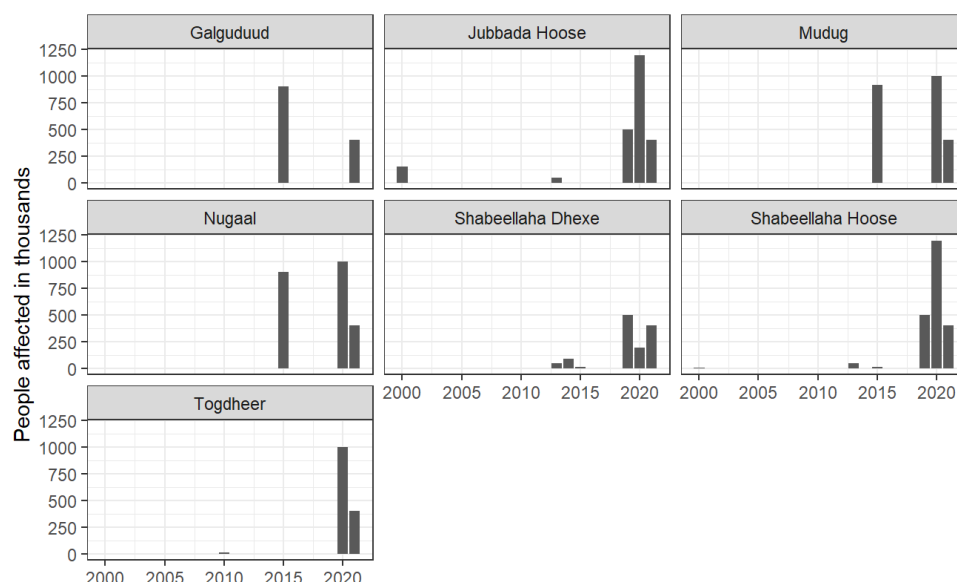 Galguduud
Jubbada Hoose
Mudug
1250
1000
750
500
250
0
Nugaal
Shabeellaha Dhexe
Shabeellaha Hoose
1250
1000
750
500
250
0
2000 2005 2010 2015 2020
2000 2005 2010 2015 2020
Togdheer
1250
1000
750
500
250
0
2000 2005 2010 2015 2020
People affected in thousands